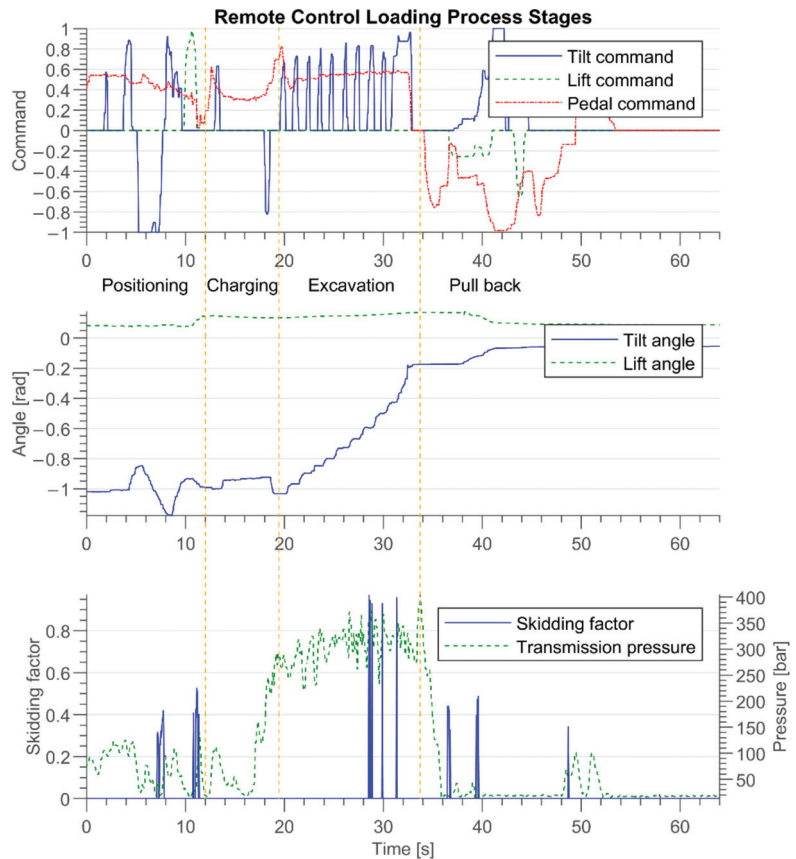 Remote Control Loading Process Stages
1
0.8
0.6
0.4
0.2
0
−0.2
−0.4
−0.6
−0.8
−1
Command
Tilt command
Lift command
Pedal command
0 10 20 30 40 50 60
Positioning Charging Excavation Pull back
0
−0.2
−0.4
−0.6
−0.8
−1
Angle [rad]
Tilt angle
Lift angle
0 10 20 30 40 50 60
0.8
0.6
0.4
0.2
0
Skidding factor
Skidding factor
Transmission pressure
400
350
300
250
200
150
100
50
Pressure [bar]
0 10 20 30 40 50 60
Time [s]